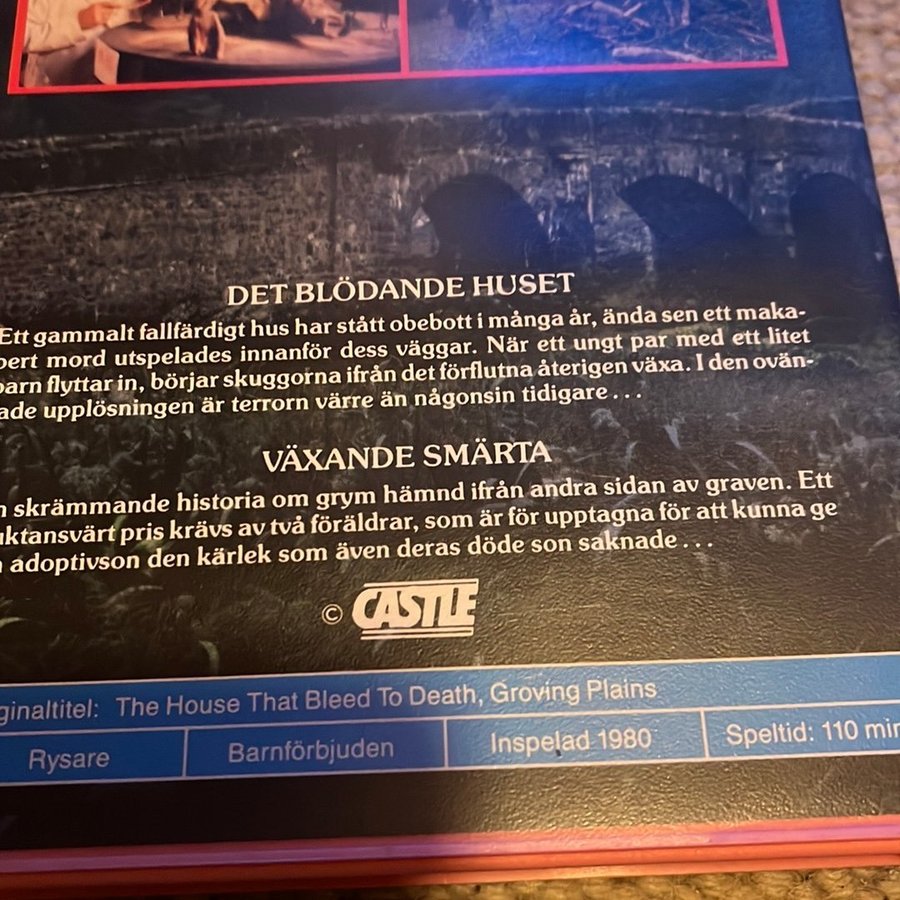 DET BLÖDANDE HUSET
Ett gammalt fallfärdigt hus har stått obebott i många år, ända sen ett maka-
bert mord utspelades innanför dess väggar. När ett ungt par med ett litet
barn flyttar in, börjar skuggorna ifrån det förflutna återigen växa. I den ovän-
ade upplösningen är terrorn värre än någonsin tidigare...
VÄXANDE SMÄRTA
n skrämmande historia om grym hämnd ifrån andra sidan av graven. Ett
uktansvärt pris krävs av två föräldrar, som är för upptagna för att kunna ge
n adoptivson den kärlek som även deras döde son saknade...
© CASTLE
ginaltitel: The House That Bleed To Death, Groving Plains
Rysare Barnförbjuden Inspelad 1980 Speltid: 110 min